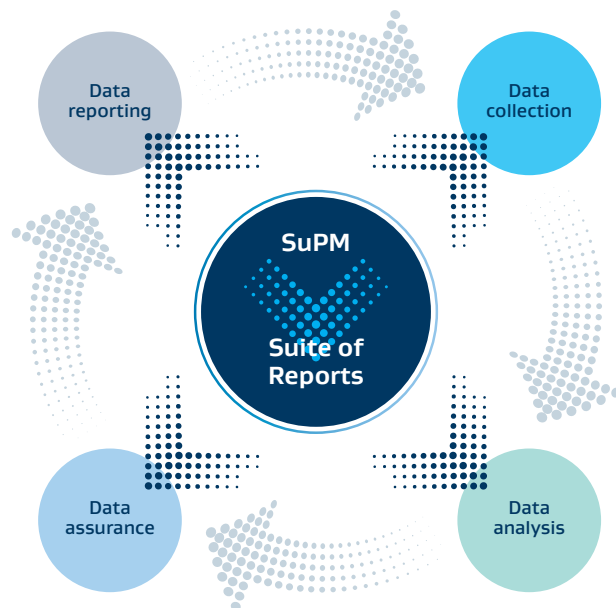 Data
reporting
Data
collection
SuPM
Suite of
Reports
Data
assurance
Data
analysis